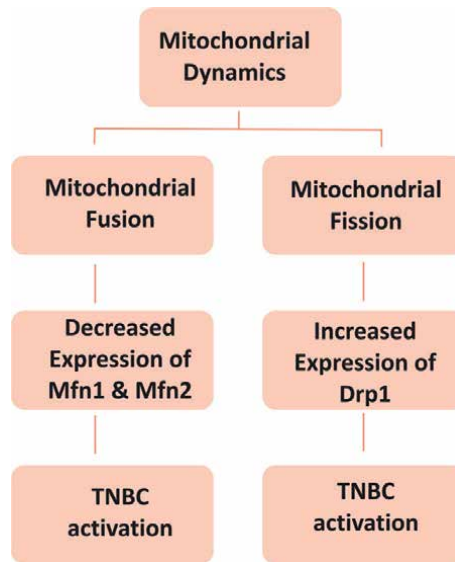 Mitochondrial
Dynamics
Mitochondrial
Fusion
Mitochondrial
Fission
Decreased
Expression of
Mfn1 & Mfn2
Increased
Expression of
Drp1
TNBC
activation
TNBC
activation